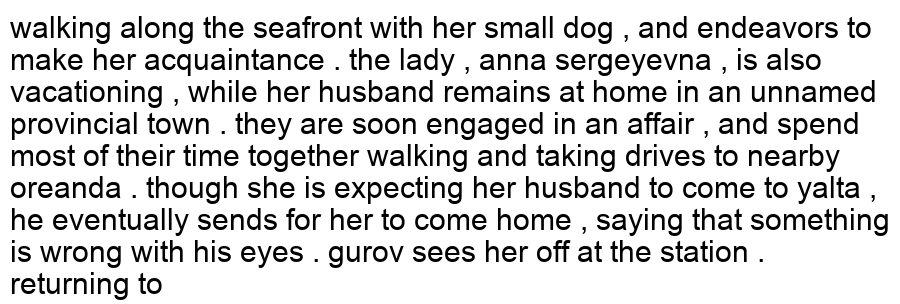 walking along the seafront with her small dog , and endeavors to
make her acquaintance . the lady , anna sergeyevna , is also
vacationing , while her husband remains at home in an unnamed
provincial town . they are soon engaged in an affair , and spend
most of their time together walking and taking drives to nearby
oreanda . though she is expecting her husband to come to yalta ,
he eventually sends for her to come home , saying that something
is wrong with his eyes . gurov sees her off at the station .
returning to